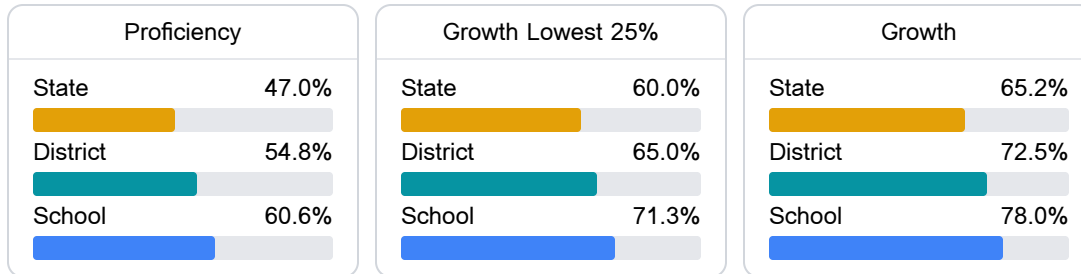 Proficiency
State 47.0%
District 54.8%
School 60.6%
Growth Lowest 25%
State 60.0%
District 65.0%
School 71.3%
Growth
State 65.2%
District 72.5%
School 78.0%